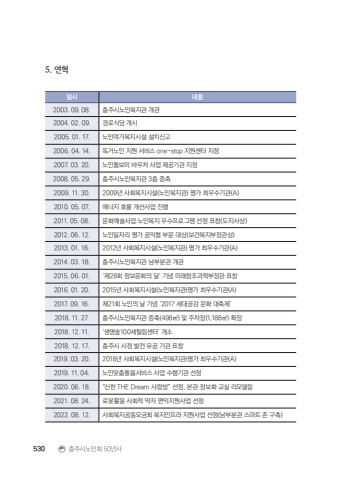 5. 연혁
일시 내용
2003. 09. 08. 충주시노인복지관 개관
2004. 02. 09. 경로식당 개시
2005. 01. 17. 노인여가복지시설 설치신고
2006. 04. 14. 독거노인 지원 서비스 one-stop 지원센터 지정
2007. 03. 20. 노인돌보미 바우처 사업 제공기관 지정
2008. 05. 29. 충주시노인복지관 3층 증축
2009. 11. 30. 2009년 사회복지시설(노인복지관) 평가 최우수기관(A)
2010. 05. 07. 에너지 효율 개선사업 진행
2011. 05. 08. 문화예술사업 노인복지 우수프로그램 선정 표창(도지사상)
2012. 06. 12. 노인일자리 평가 공익형 부문 대상(보건복지부장관상)
2013. 01. 16. 2012년 사회복지시설(노인복지관) 평가 최우수기관(A)
2014. 03. 18. 충주시노인복지관 남부분관 개관
2015. 06. 01. '제28회 정보문화의 달' 기념 미래창조과학부장관 표창
2016. 01. 20. 2015년 사회복지시설(노인복지관)평가 최우수기관(A)
2017. 09. 16. 제21회 노인의 날 기념 '2017 세대공감 문화 대축제'
2018. 11. 27. 충주시노인복지관 증축(498㎡) 및 주차장(1,188㎡) 확장
2018. 12. 11. '생명숲100세힐링센터' 개소
2018. 12. 17. 충주시 시정 발전 유공 기관 표창
2019. 03. 20. 2018년 사회복지시설(노인복지관)평가 최우수기관(A)
2019. 11. 04. 노인맞춤돌봄서비스 사업 수행기관 선정
2020. 06. 18. "신한 THE Dream 사랑방" 선정, 본관 정보화 교실 리모델링
2021. 08. 24. 로봇활용 사회적 약자 편익지원사업 선정
2022. 08. 12. 사회복지공동모금회 복지인프라 지원사업 선정(남부분관 스마트 존 구축)
530 충주시노인회 50년사